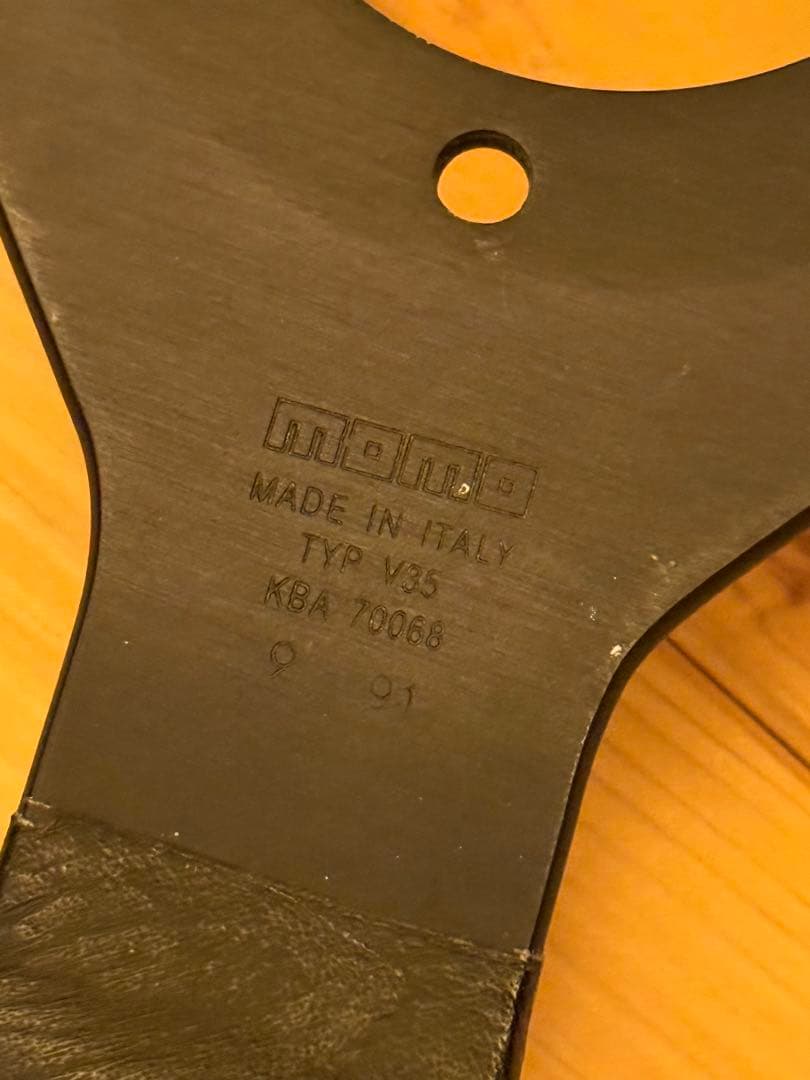 momo
MADE IN ITALY
TYP V35
KBA 70068
9 91